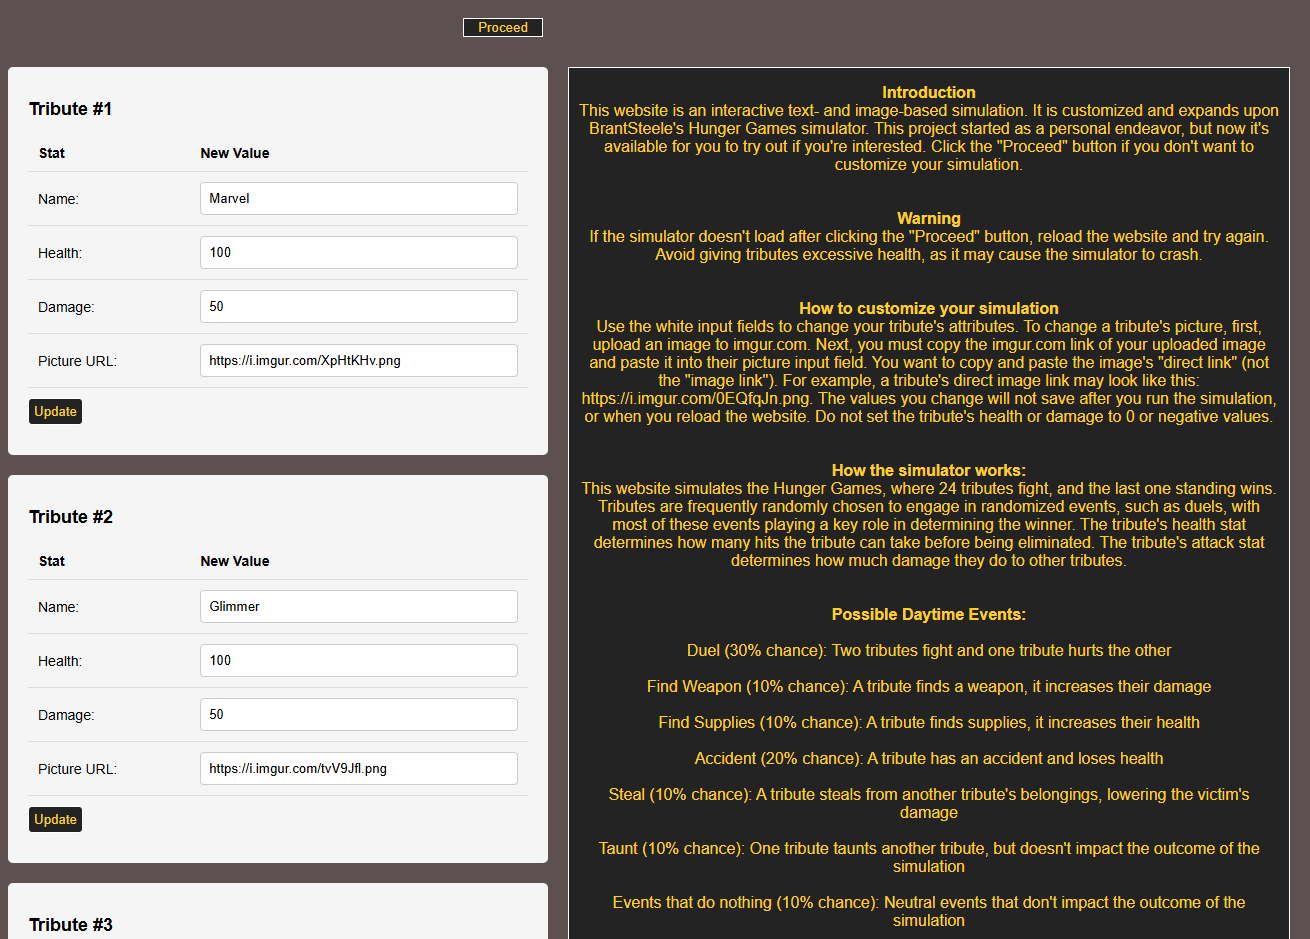 Proceed
Tribute #1
Stat New Value
Name: Marvel
Health: 100
Damage: 50
Picture URL: https://i.imgur.com/XpHtKHv.png
Update
Tribute #2
Stat New Value
Name: Glimmer
Health: 100
Damage: 50
Picture URL: https://i.imgur.com/tvV9Jfl.png
Update
Tribute #3
Introduction
This website is an interactive text- and image-based simulation. It is customized and expands upon
BrantSteele's Hunger Games simulator. This project started as a personal endeavor, but now it's
available for you to try out if you're interested. Click the "Proceed" button if you don't want to
customize your simulation.
Warning
If the simulator doesn't load after clicking the "Proceed" button, reload the website and try again.
Avoid giving tributes excessive health, as it may cause the simulator to crash.
How to customize your simulation
Use the white input fields to change your tribute's attributes. To change a tribute's picture, first,
upload an image to imgur.com. Next, you must copy the imgur.com link of your uploaded image
and paste it into their picture input field. You want to copy and paste the image's "direct link" (not
the "image link"). For example, a tribute's direct image link may look like this:
https://i.imgur.com/0EQfqJn.png. The values you change will not save after you run the simulation,
or when you reload the website. Do not set the tribute's health or damage to 0 or negative values.
How the simulator works:
This website simulates the Hunger Games, where 24 tributes fight, and the last one standing wins.
Tributes are frequently randomly chosen to engage in randomized events, such as duels, with
most of these events playing a key role in determining the winner. The tribute's health stat
determines how many hits the tribute can take before being eliminated. The tribute's attack stat
determines how much damage they do to other tributes.
Possible Daytime Events:
Duel (30% chance): Two tributes fight and one tribute hurts the other
Find Weapon (10% chance): A tribute finds a weapon, it increases their damage
Find Supplies (10% chance): A tribute finds supplies, it increases their health
Accident (20% chance): A tribute has an accident and loses health
Steal (10% chance): A tribute steals from another tribute's belongings, lowering the victim's
damage
Taunt (10% chance): One tribute taunts another tribute, but doesn't impact the outcome of the
simulation
Events that do nothing (10% chance): Neutral events that don't impact the outcome of the
simulation